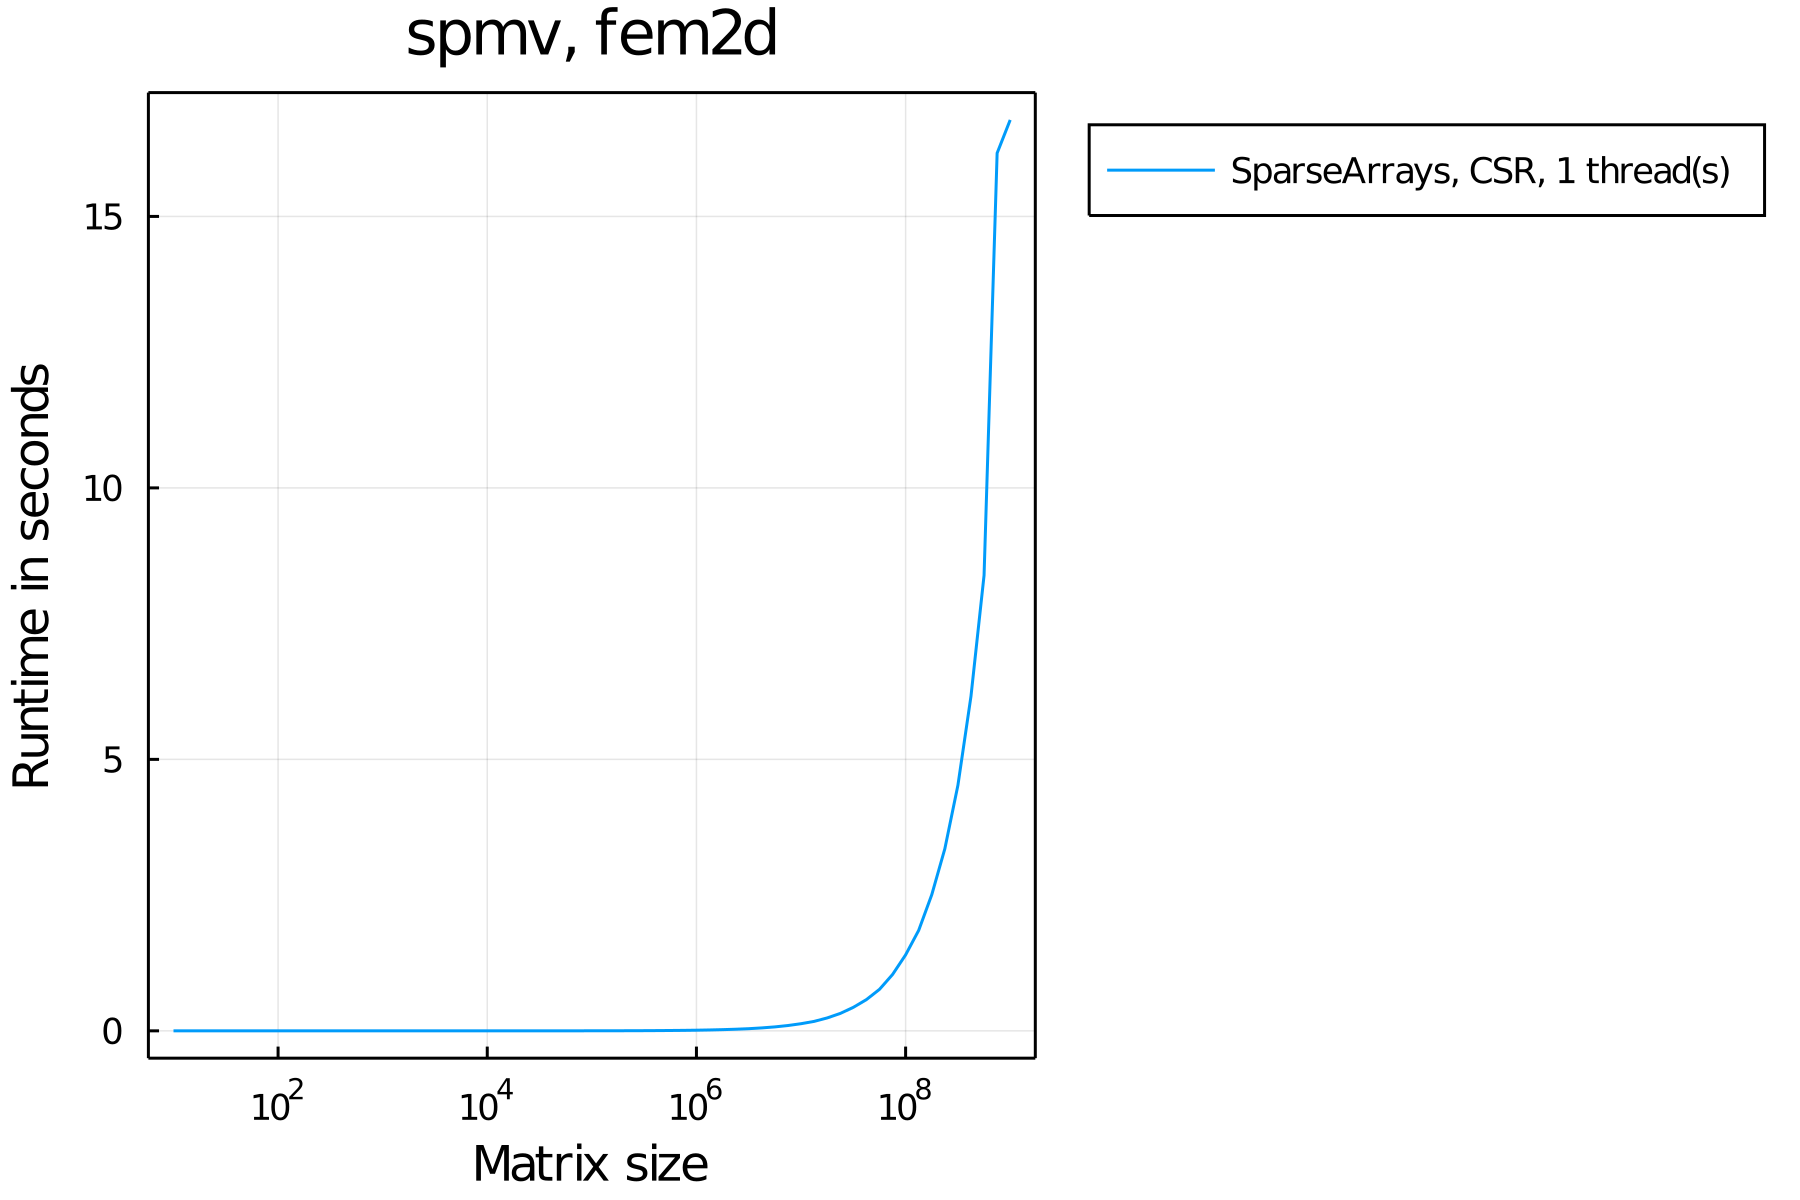 spmv, fem2d
SparseArrays, CSR, 1 thread(s)
Runtime in seconds
15
10
5
0
10^2 10^4 10^6 10^8
Matrix size